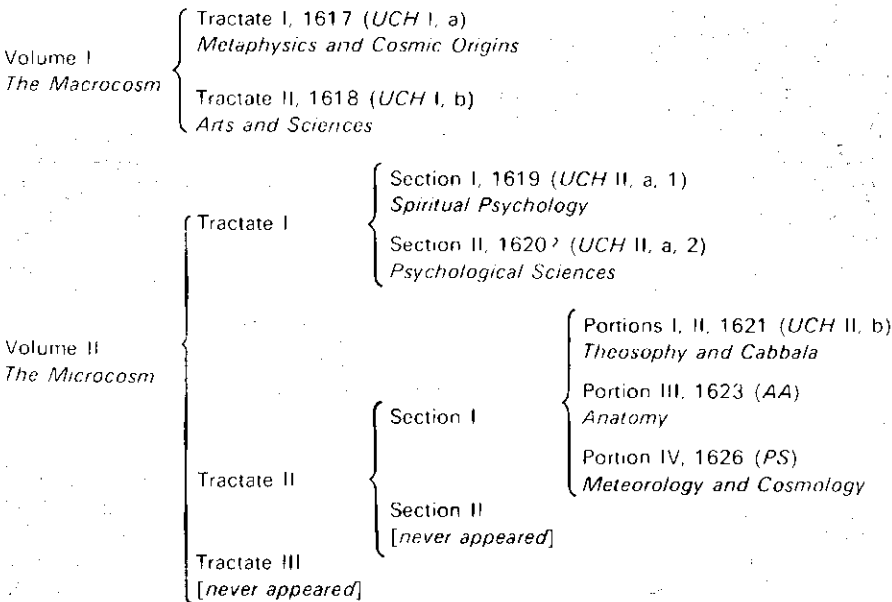 Volume I
The Macrocosm
Tractate I, 1617 (UCH I, a)
Metaphysics and Cosmic Origins
Tractate II, 1618 (UCH I, b)
Arts and Sciences
Volume II
The Microcosm
Tractate I
Section I, 1619 (UCH II, a, 1)
Spiritual Psychology
Section II, 1620? (UCH II, a, 2)
Psychological Sciences
Tractate II
Section I
Portions I, II, 1621 (UCH II, b)
Theosophy and Cabbala
Portion III, 1623 (AA)
Anatomy
Portion IV, 1626 (PS)
Meteorology and Cosmology
Section II
[never appeared]
Tractate III
[never appeared]